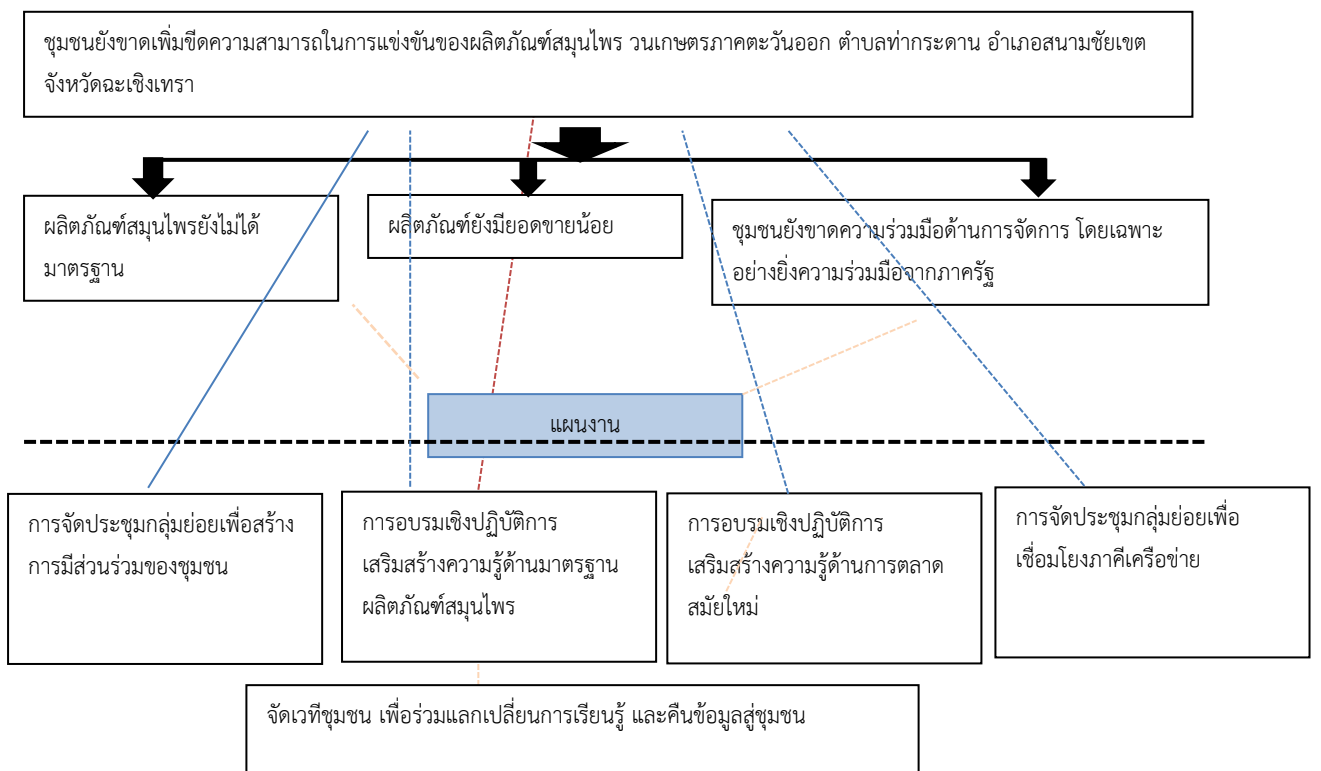 ชุมชนยังขาดเพิ่มขีดความสามารถในการแข่งขันของผลิตภัณฑ์สมุนไพร วนเกษตรภาคตะวันออก ตำบลท่ากระดาน อำเภอสนามชัยเขต
จังหวัดฉะเชิงเทรา
ผลิตภัณฑ์สมุนไพรยังไม่ได้
มาตรฐาน
ผลิตภัณฑ์ยังมียอดขายน้อย
ชุมชนยังขาดความร่วมมือด้านการจัดการ โดยเฉพาะ
อย่างยิ่งความร่วมมือจากภาครัฐ
แผนงาน
การจัดประชุมกลุ่มย่อยเพื่อสร้าง
การมีส่วนร่วมของชุมชน
การอบรมเชิงปฏิบัติการ
เสริมสร้างความรู้ด้านมาตรฐาน
ผลิตภัณฑ์สมุนไพร
การอบรมเชิงปฏิบัติการ
เสริมสร้างความรู้ด้านการตลาด
สมัยใหม่
การจัดประชุมกลุ่มย่อยเพื่อ
เชื่อมโยงภาคีเครือข่าย
จัดเวทีชุมชน เพื่อร่วมแลกเปลี่ยนการเรียนรู้ และคืนข้อมูลสู่ชุมชน